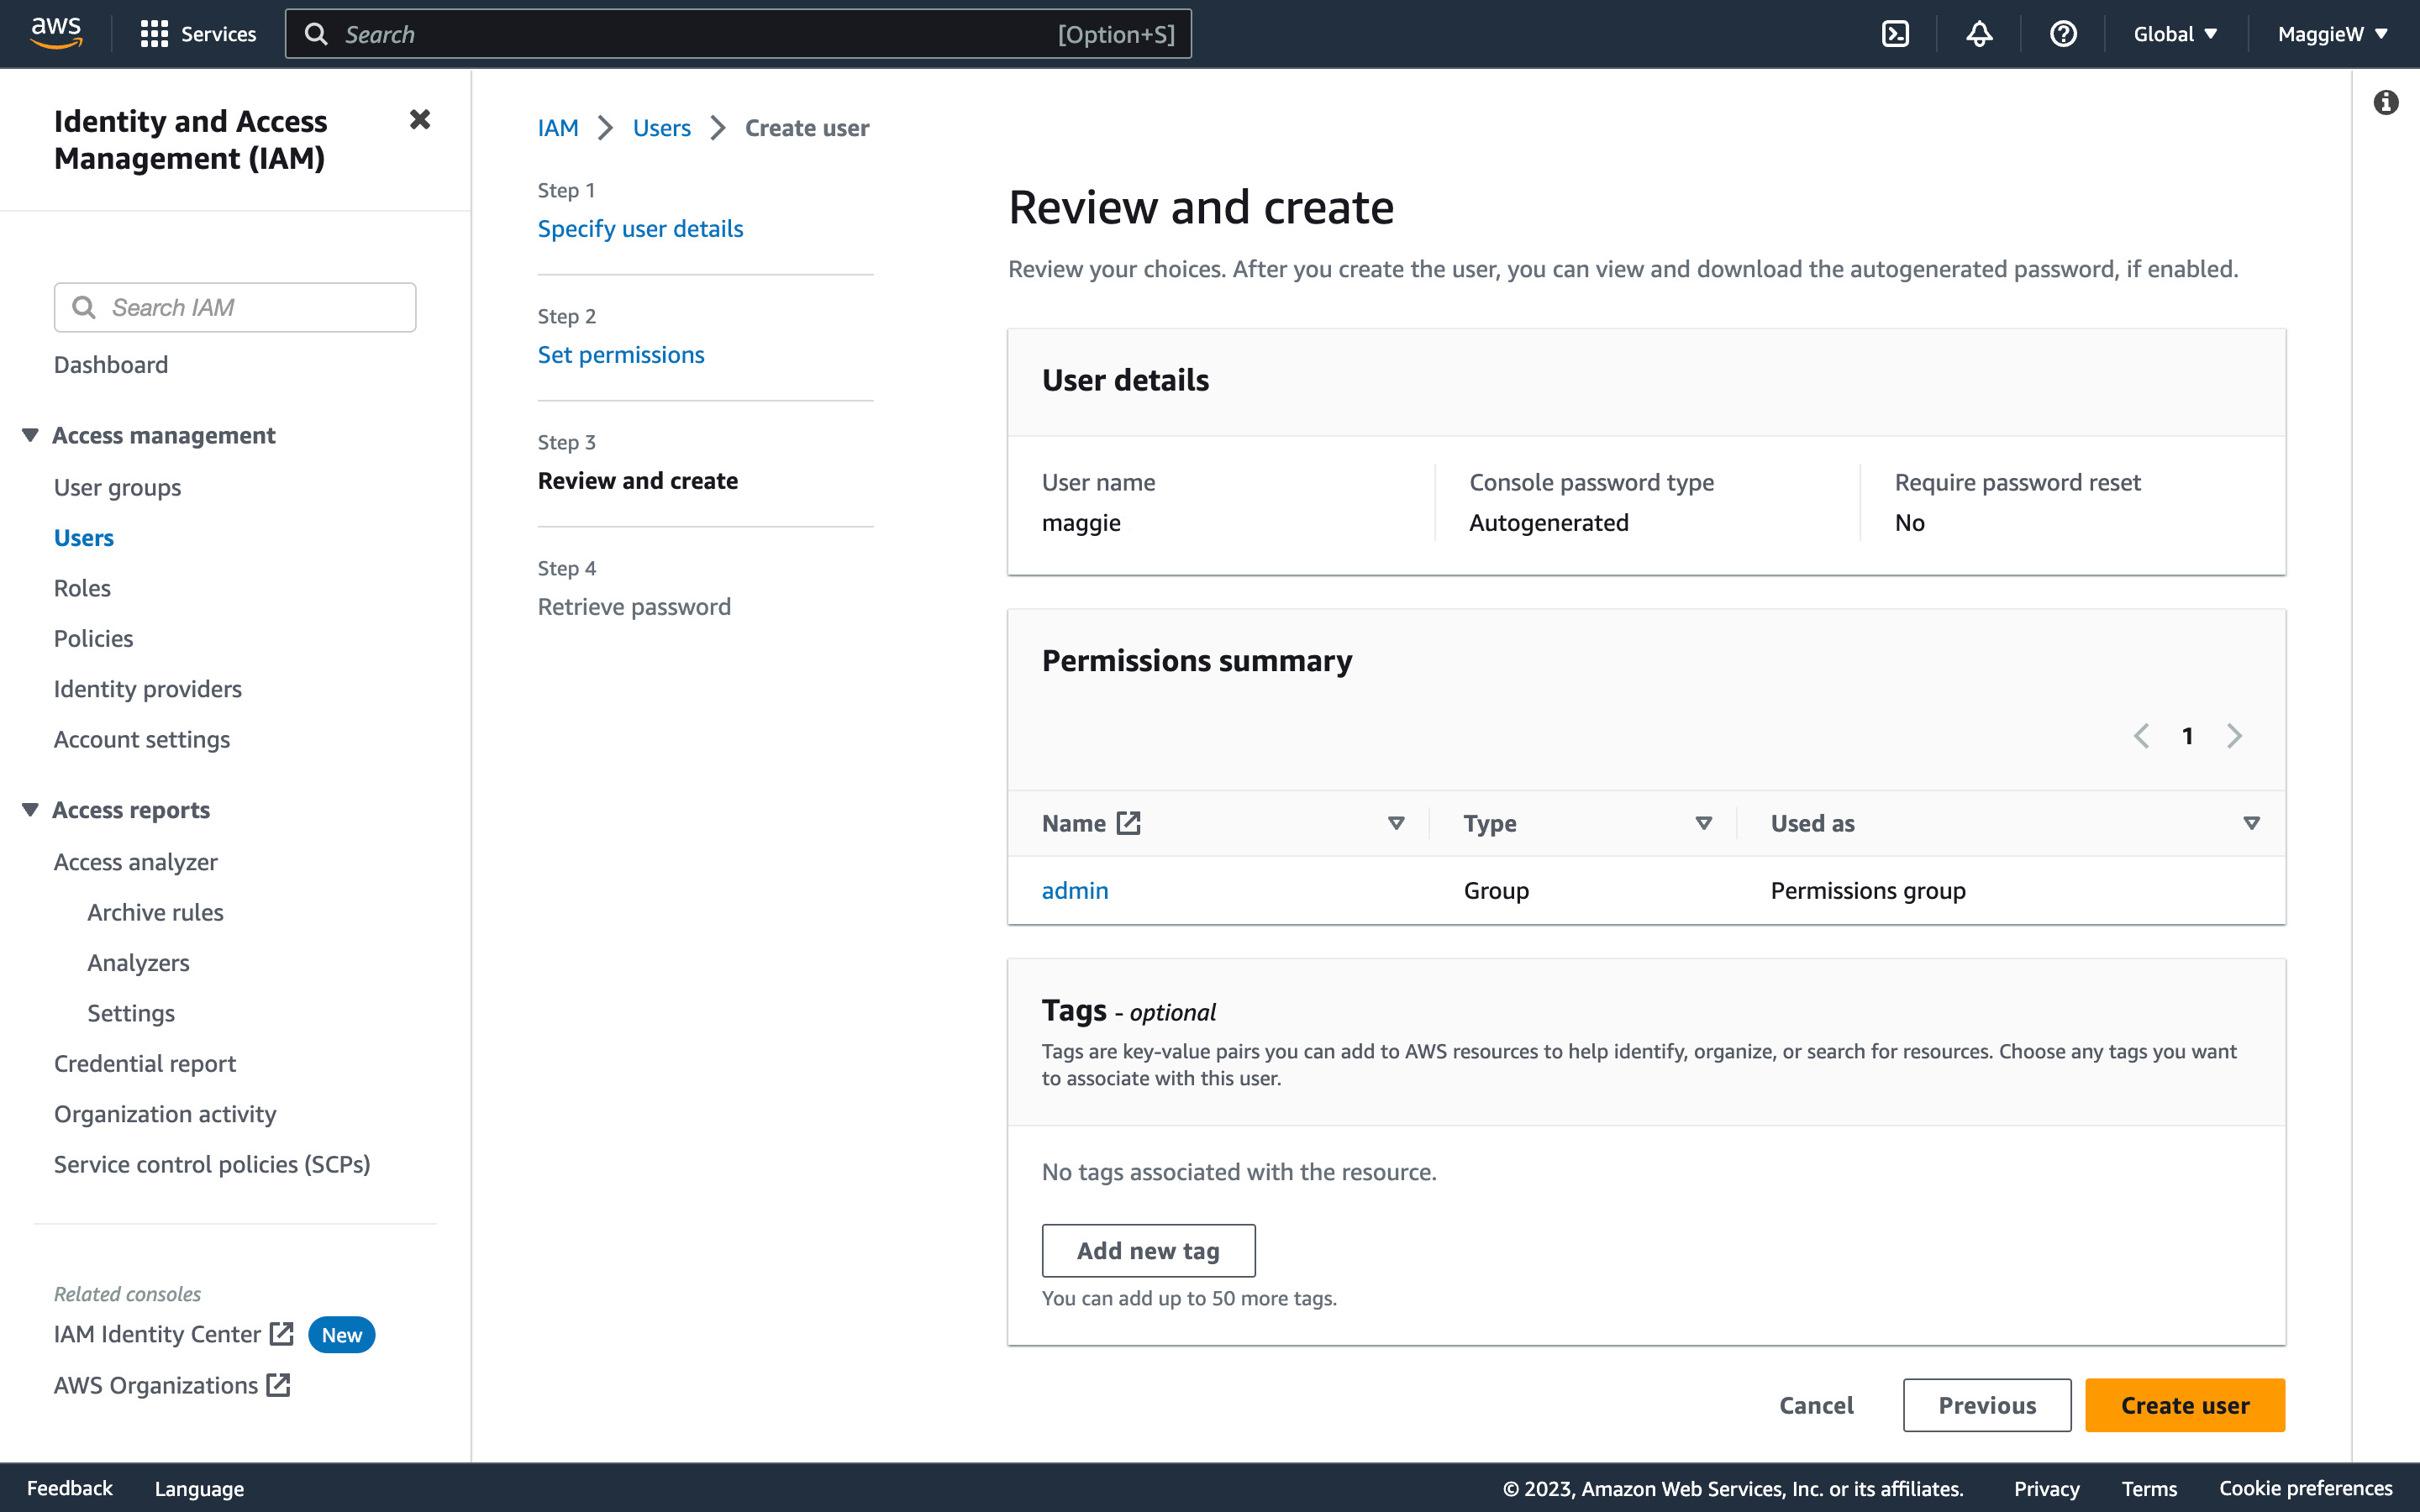 aws
Services
Search
[Option+S]
Global
MaggieW
Identity and Access
Management (IAM)
Search IAM
Dashboard
Access management
User groups
Users
Roles
Policies
Identity providers
Account settings
Access reports
Access analyzer
Archive rules
Analyzers
Settings
Credential report
Organization activity
Service control policies (SCPs)
Related consoles
IAM Identity Center
New
AWS Organizations
IAM
Users
Create user
Step 1
Specify user details
Step 2
Set permissions
Step 3
Review and create
Step 4
Retrieve password
Review and create
Review your choices. After you create the user, you can view and download the autogenerated password, if enabled.
User details
User name
maggie
Console password type
Autogenerated
Require password reset
No
Permissions summary
1
Name
Type
Used as
admin
Group
Permissions group
Tags - optional
Tags are key-value pairs you can add to AWS resources to help identify, organize, or search for resources. Choose any tags you want
to associate with this user.
No tags associated with the resource.
Add new tag
You can add up to 50 more tags.
Cancel
Previous
Create user
Feedback
Language
© 2023, Amazon Web Services, Inc. or its affiliates.
Privacy
Terms
Cookie preferences